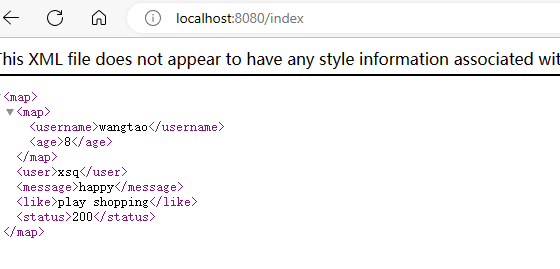 localhost:8080/index
This XML file does not appear to have any style information associated wit
<map>
▼<map>
<username>wangtao</username>
<age>8</age>
</map>
<user>xsq</user>
<message>happy</message>
<like>play shopping</like>
<status>200</status>
</map>